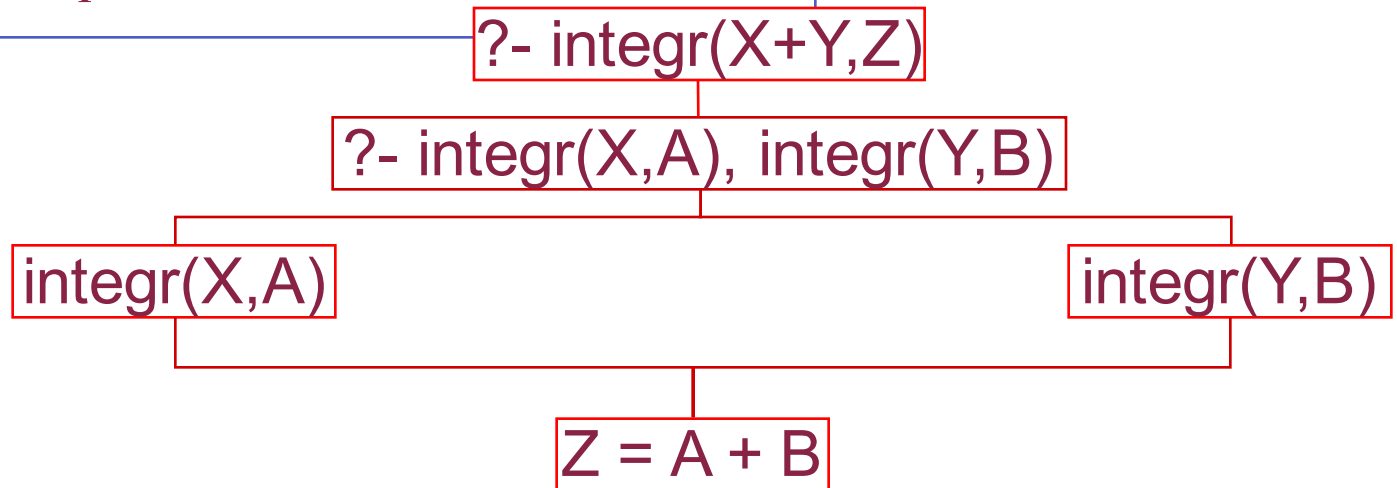 ?- integr(X+Y,Z)
?- integr(X,A), integr(Y,B)
integr(X,A)
integr(Y,B)
Z = A + B